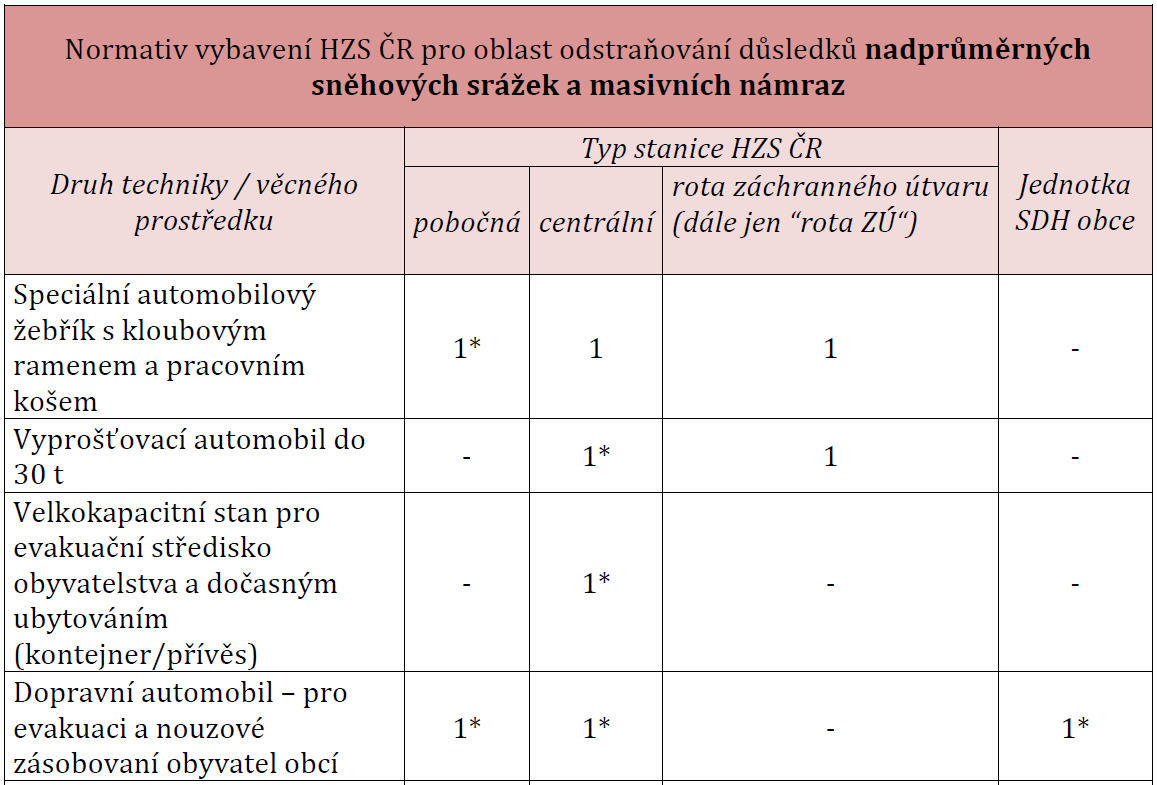 Normativ vybavení HZS ČR pro oblast odstraňování důsledků nadprůměrných
sněhových srážek a masivních námraz
Druh techniky / věcného
prostředku
Typ stanice HZS ČR
pobočná
centrální
rota záchranného útvaru
(dále jen “rota ZÚ“)
Jednotka
SDH obce
Speciální automobilový
žebřík s kloubovým
ramenem a pracovním
košem
1*
1
1
-
Vyprošťovací automobil do
30 t
-
1*
1
-
Velkokapacitní stan pro
evakuační středisko
obyvatelstva a dočasným
ubytováním
(kontejner/přívěs)
-
1*
-
-
Dopravní automobil – pro
evakuaci a nouzové
zásobovaní obyvatel obcí
1*
1*
-
1*